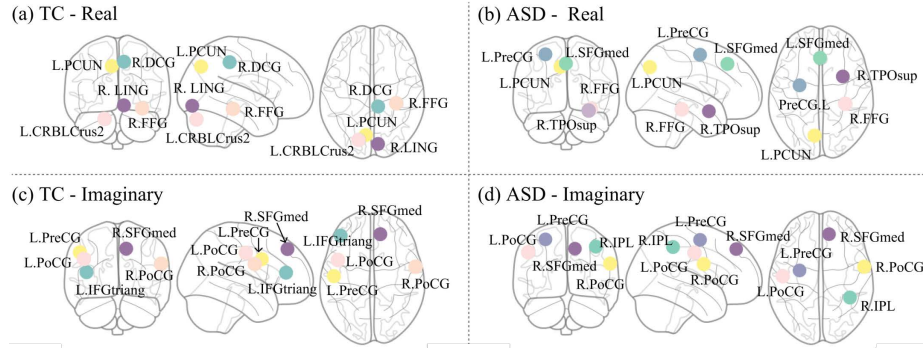 (a) TC - Real
L.PCUN
R.DCG
R. LING
R.FFG
L.CRBLCrus2
L.PCUN
R.DCG
R. LING
R.FFG
L.CRBLCrus2
R.DCG
R.FFG
L.PCUN
L.CRBLCrus2
R.LING
(b) ASD - Real
L.PreCG
L.SFGmed
L.PCUN
R.FFG
R.TPOsup
L.PreCG
L.SFGmed
L.PCUN
R.FFG
R.TPOsup
L.SFGmed
R.TPOsup
PreCG.L
R.FFG
L.PCUN
(c) TC - Imaginary
L.PreCG
R.SFGmed
L.PoCG
R.PoCG
L.IFGtriang
R.SFGmed
L.PreCG
L.PoCG
R.PoCG
L.IFGtriang
R.SFGmed
L.IFGtriang
L.PoCG
L.PreCG
R.PoCG
(d) ASD - Imaginary
L.PreCG
L.PoCG
R.IPL
R.SFGmed
R.PoCG
L.PreCG
R.IPL
R.SFGmed
L.PoCG
R.PoCG
R.SFGmed
L.PreCG
R.PoCG
L.PoCG
R.IPL